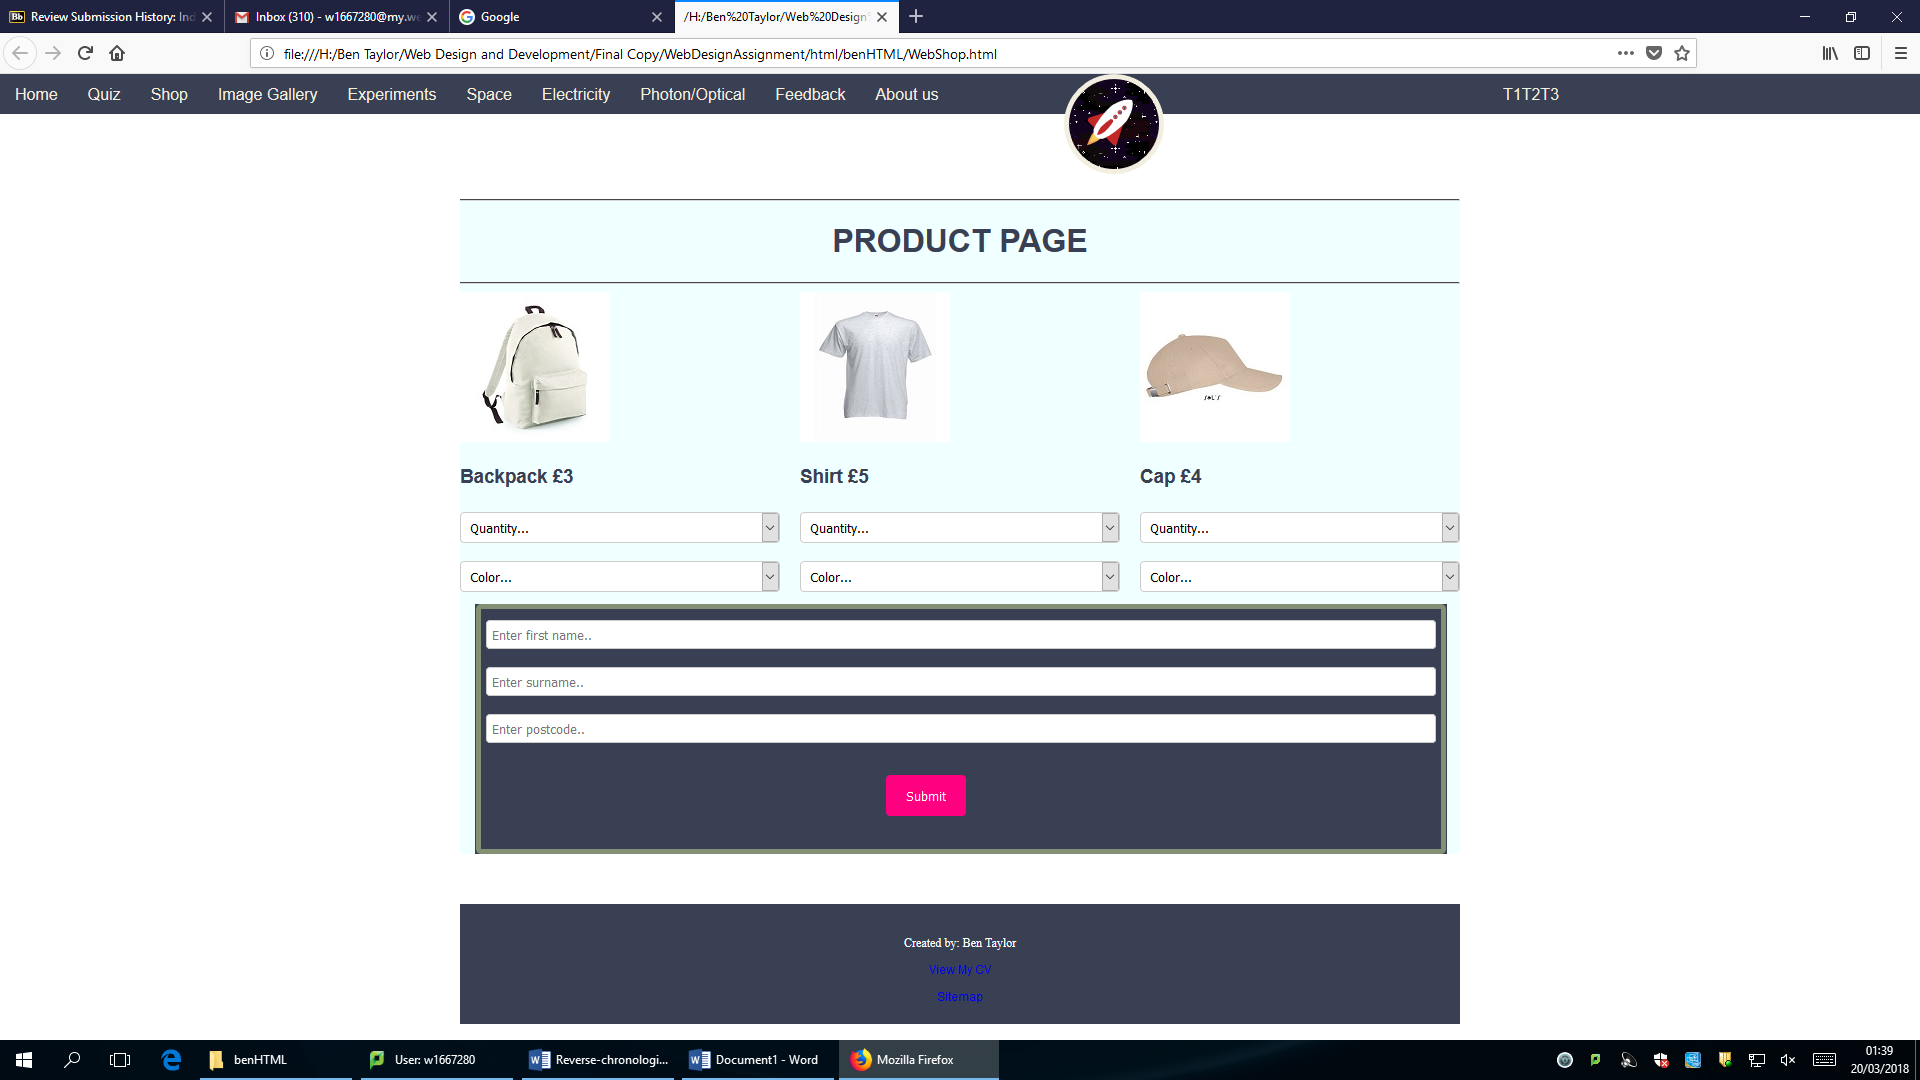 Review Submission History: Ind
Inbox (310) - w1667280@my.we
Google
/H:/Ben%20Taylor/Web%20Design
file:///H:/Ben Taylor/Web Design and Development/Final Copy/WebDesignAssignment/html/benHTML/WebShop.html
Home Quiz Shop Image Gallery Experiments Space Electricity Photon/Optical Feedback About us T1T2T3
PRODUCT PAGE
SOL'S
Backpack £3 Shirt £5 Cap £4
Quantity... Quantity... Quantity...
Color... Color... Color...
Enter first name..
Enter surname..
Enter postcode..
Submit
Created by: Ben Taylor
View My CV
Sitemap
benHTML User: w1667280 Reverse-chronologi... Document1 - Word Mozilla Firefox
01:39
20/03/2018